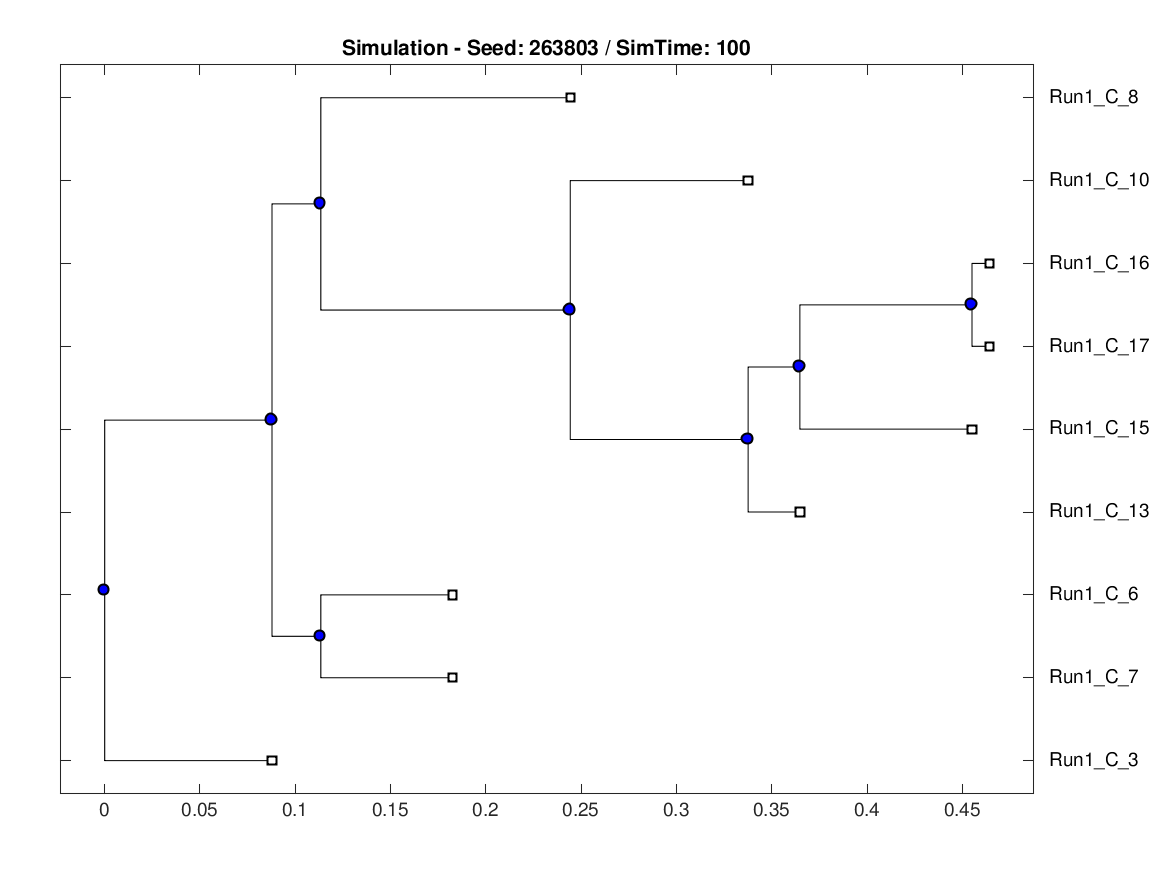 Simulation - Seed: 263803 / SimTime: 100
Run1_C_8
Run1_C_10
Run1_C_16
Run1_C_17
Run1_C_15
Run1_C_13
Run1_C_6
Run1_C_7
Run1_C_3
0 0.05 0.1 0.15 0.2 0.25 0.3 0.35 0.4 0.45